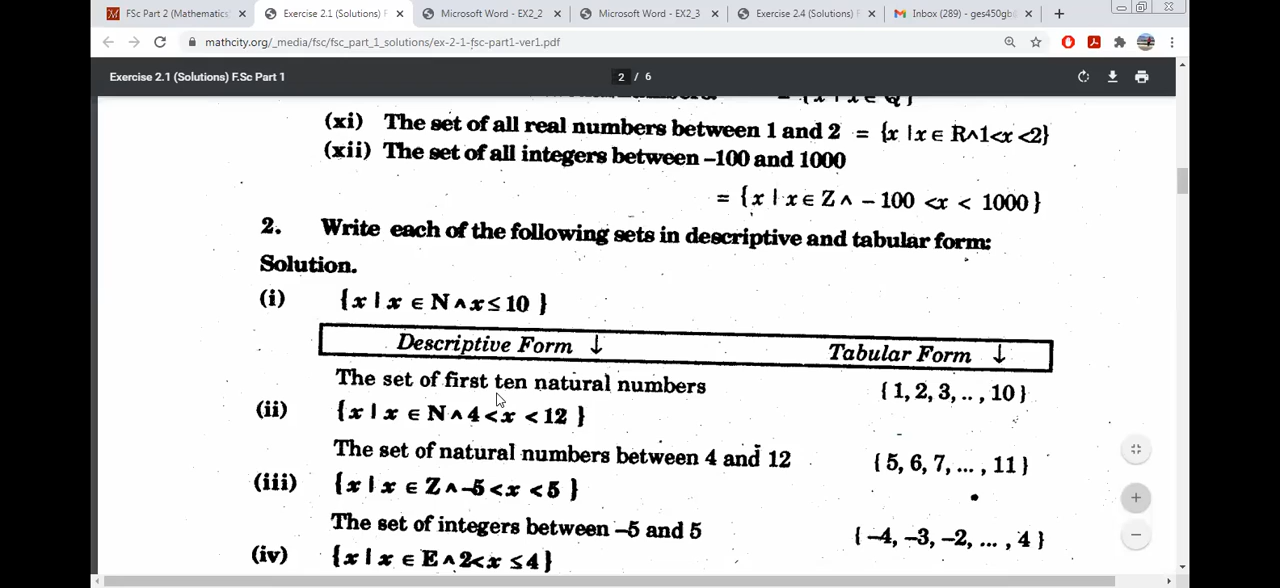 FSc Part 2 (Mathematics
Exercise 2.1 (Solutions) F
Microsoft Word - EX2_2
Microsoft Word - EX2_3
Exercise 2.4 (Solutions) F
Inbox (289) - ges450gb
mathcity.org/_media/fsc/fsc_part_1_solutions/ex-2-1-fsc-part1-ver1.pdf
Exercise 2.1 (Solutions) F.Sc Part 1
2 / 6
= {x | x ∈ Q}
(xi) The set of all real numbers between 1 and 2 = {x |x ∈ R∧1<x <2}
(xii) The set of all integers between –100 and 1000
= {x | x ∈ Z ∧ – 100 <x < 1000 }
2. Write each of the following sets in descriptive and tabular form:
Solution.
(i) {x | x ∈ N ∧ x ≤ 10 }
Descriptive Form ↓ Tabular Form ↓
The set of first ten natural numbers { 1, 2, 3, .. , 10 }
(ii) {x | x ∈ N ∧ 4 < x < 12 }
The set of natural numbers between 4 and 12 { 5, 6, 7, ... , 11 }
(iii) {x | x ∈ Z ∧ –5 < x < 5 }
The set of integers between –5 and 5 { –4, –3, –2, ... , 4 }
(iv) {x | x ∈ E ∧ 2< x ≤ 4}